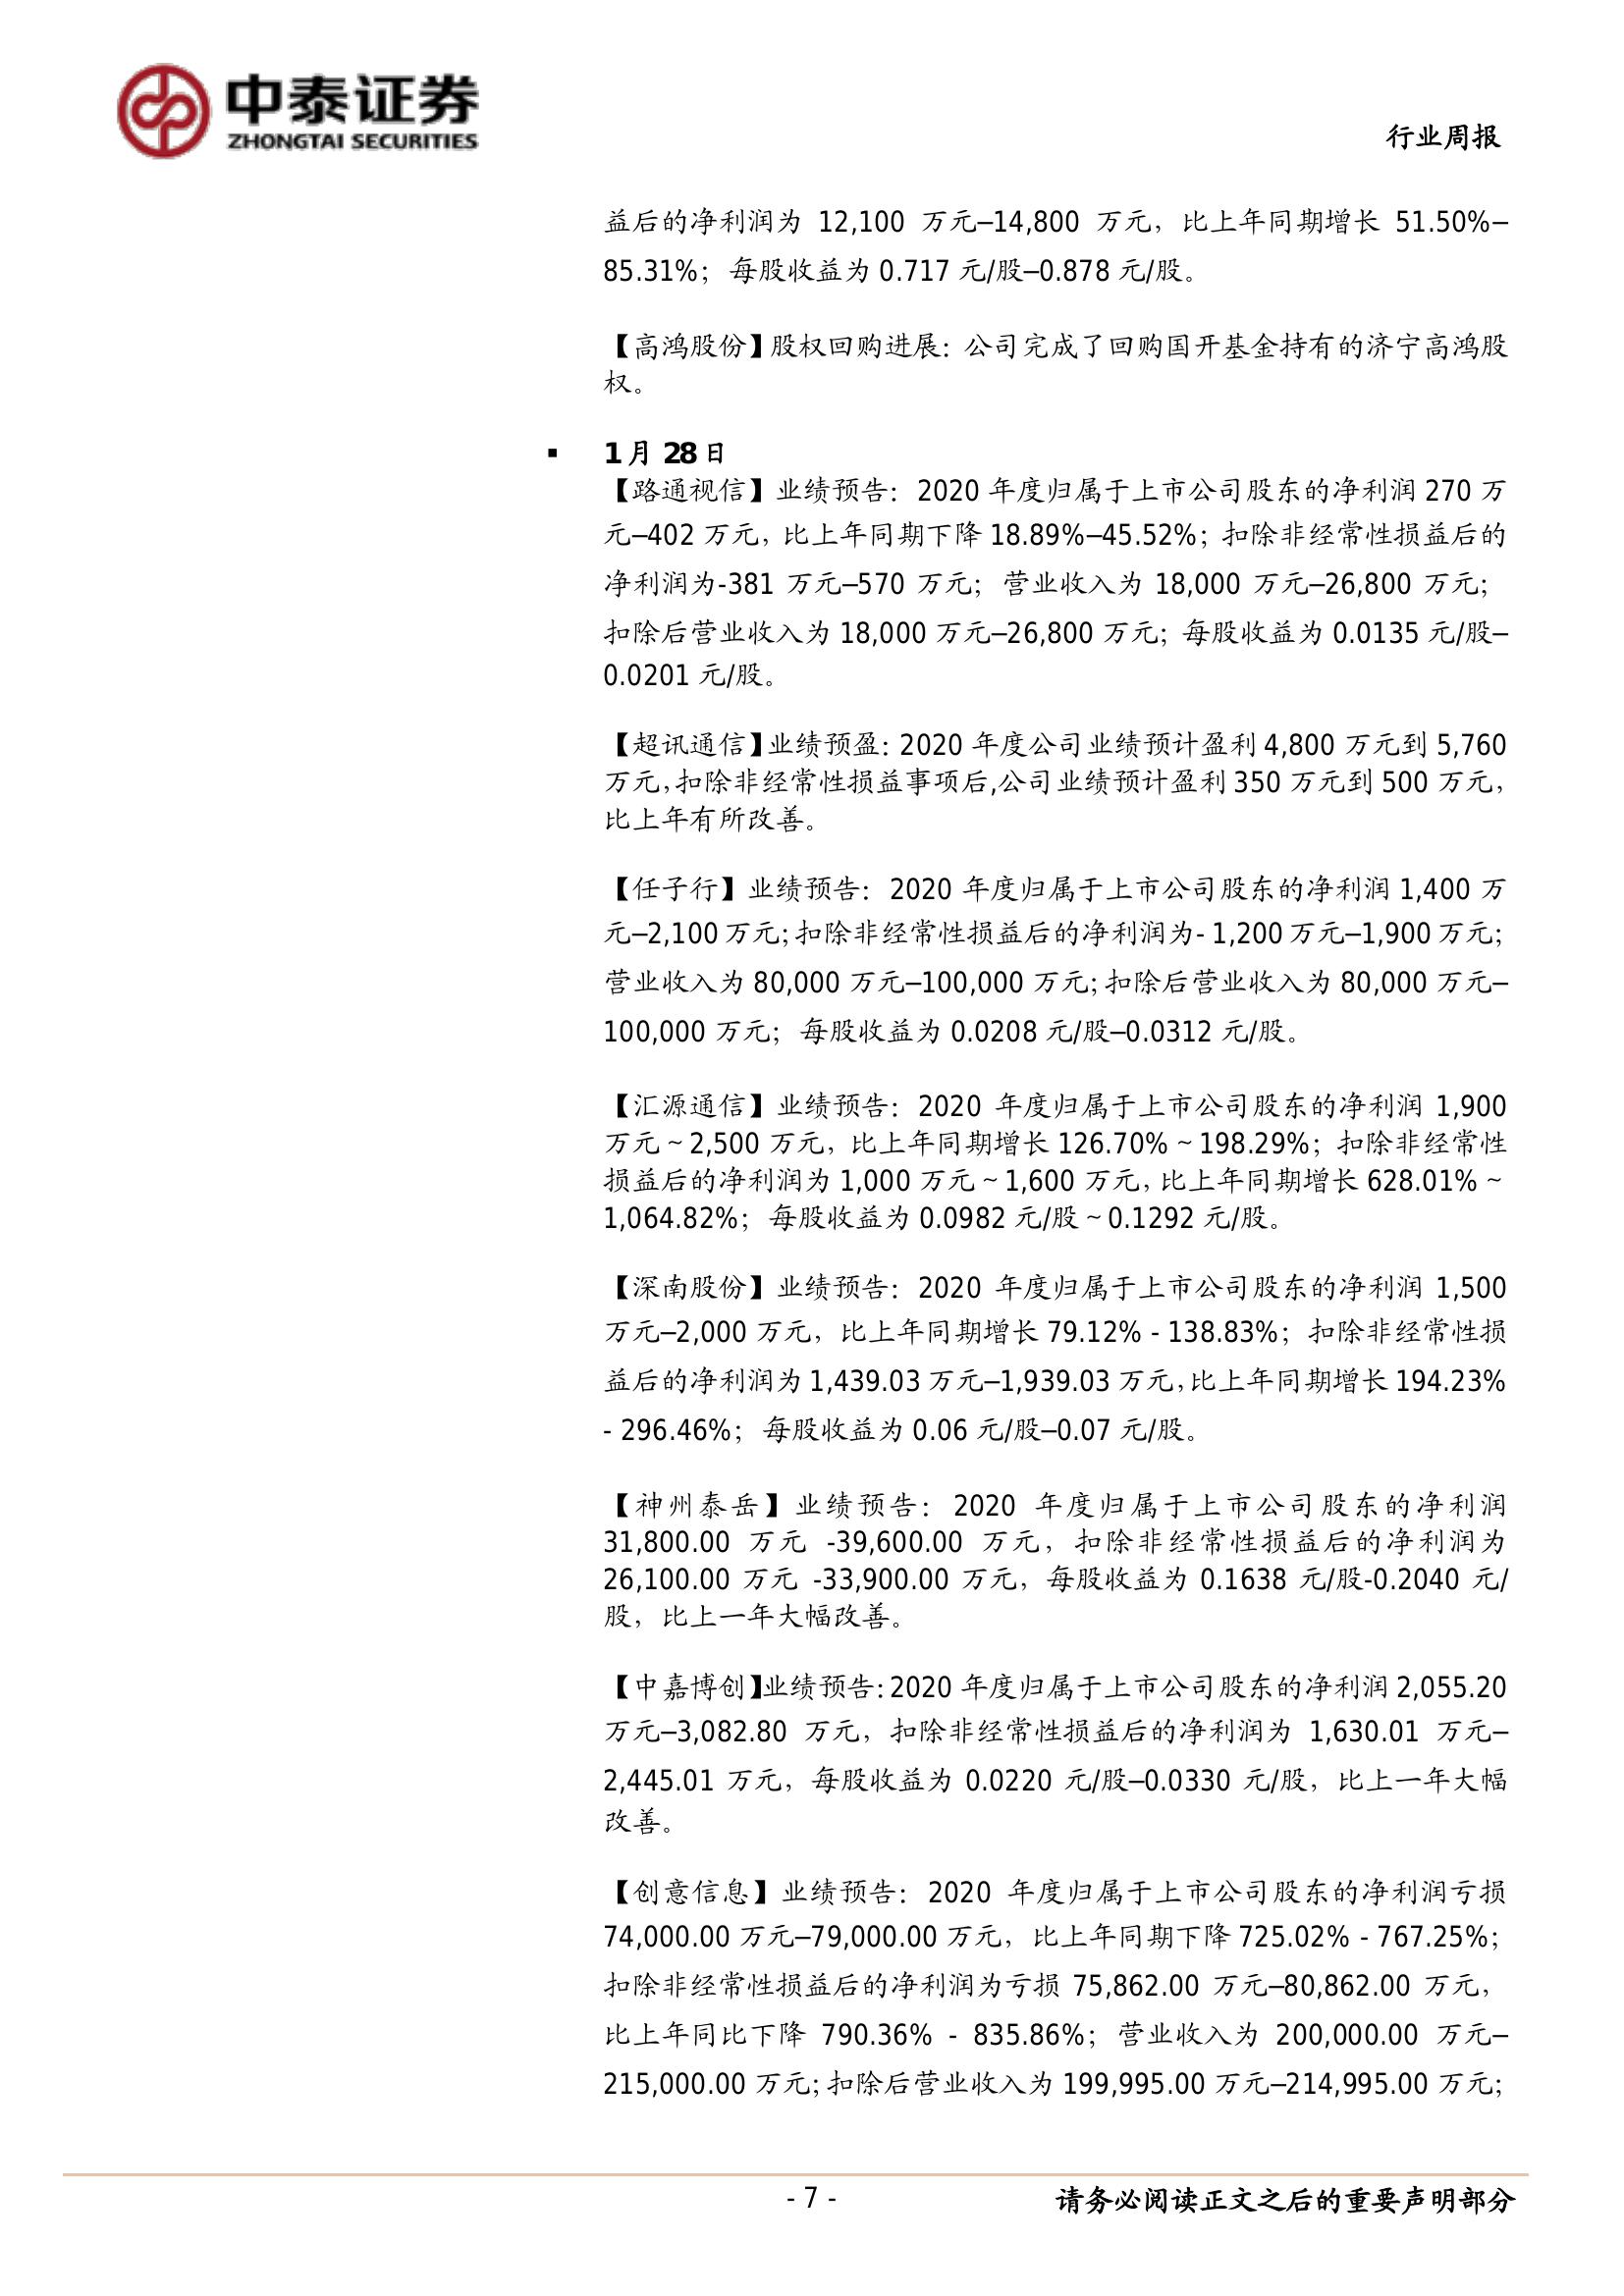 中泰证券
ZHONGTAI SECURITIES
行业周报
益后的净利润为 12,100 万元—14,800 万元，比上年同期增长 51.50%—
85.31%；每股收益为 0.717 元/股—0.878 元/股。
【高鸿股份】股权回购进展：公司完成了回购国开基金持有的济宁高鸿股
权。
▪ 1 月 28 日
【路通视信】业绩预告：2020 年度归属于上市公司股东的净利润 270 万
元—402 万元，比上年同期下降 18.89%—45.52%；扣除非经常性损益后的
净利润为-381 万元—570 万元；营业收入为 18,000 万元—26,800 万元；
扣除后营业收入为 18,000 万元—26,800 万元；每股收益为 0.0135 元/股—
0.0201 元/股。
【超讯通信】业绩预盈：2020 年度公司业绩预计盈利 4,800 万元到 5,760
万元，扣除非经常性损益事项后,公司业绩预计盈利 350 万元到 500 万元，
比上年有所改善。
【任子行】业绩预告：2020 年度归属于上市公司股东的净利润 1,400 万
元—2,100 万元；扣除非经常性损益后的净利润为- 1,200 万元—1,900 万元；
营业收入为 80,000 万元—100,000 万元；扣除后营业收入为 80,000 万元—
100,000 万元；每股收益为 0.0208 元/股—0.0312 元/股。
【汇源通信】业绩预告：2020 年度归属于上市公司股东的净利润 1,900
万元～2,500 万元，比上年同期增长 126.70%～198.29%；扣除非经常性
损益后的净利润为 1,000 万元～1,600 万元，比上年同期增长 628.01%～
1,064.82%；每股收益为 0.0982 元/股～0.1292 元/股。
【深南股份】业绩预告：2020 年度归属于上市公司股东的净利润 1,500
万元—2,000 万元，比上年同期增长 79.12% - 138.83%；扣除非经常性损
益后的净利润为 1,439.03 万元—1,939.03 万元，比上年同期增长 194.23%
- 296.46%；每股收益为 0.06 元/股—0.07 元/股。
【神州泰岳】业绩预告：2020 年度归属于上市公司股东的净利润
31,800.00 万元 -39,600.00 万元，扣除非经常性损益后的净利润为
26,100.00 万元 -33,900.00 万元，每股收益为 0.1638 元/股-0.2040 元/
股，比上一年大幅改善。
【中嘉博创】业绩预告：2020 年度归属于上市公司股东的净利润 2,055.20
万元—3,082.80 万元，扣除非经常性损益后的净利润为 1,630.01 万元—
2,445.01 万元，每股收益为 0.0220 元/股—0.0330 元/股，比上一年大幅
改善。
【创意信息】业绩预告：2020 年度归属于上市公司股东的净利润亏损
74,000.00 万元—79,000.00 万元，比上年同期下降 725.02% - 767.25%；
扣除非经常性损益后的净利润为亏损 75,862.00 万元—80,862.00 万元，
比上年同比下降 790.36% - 835.86%；营业收入为 200,000.00 万元—
215,000.00 万元；扣除后营业收入为 199,995.00 万元—214,995.00 万元；
- 7 -
请务必阅读正文之后的重要声明部分